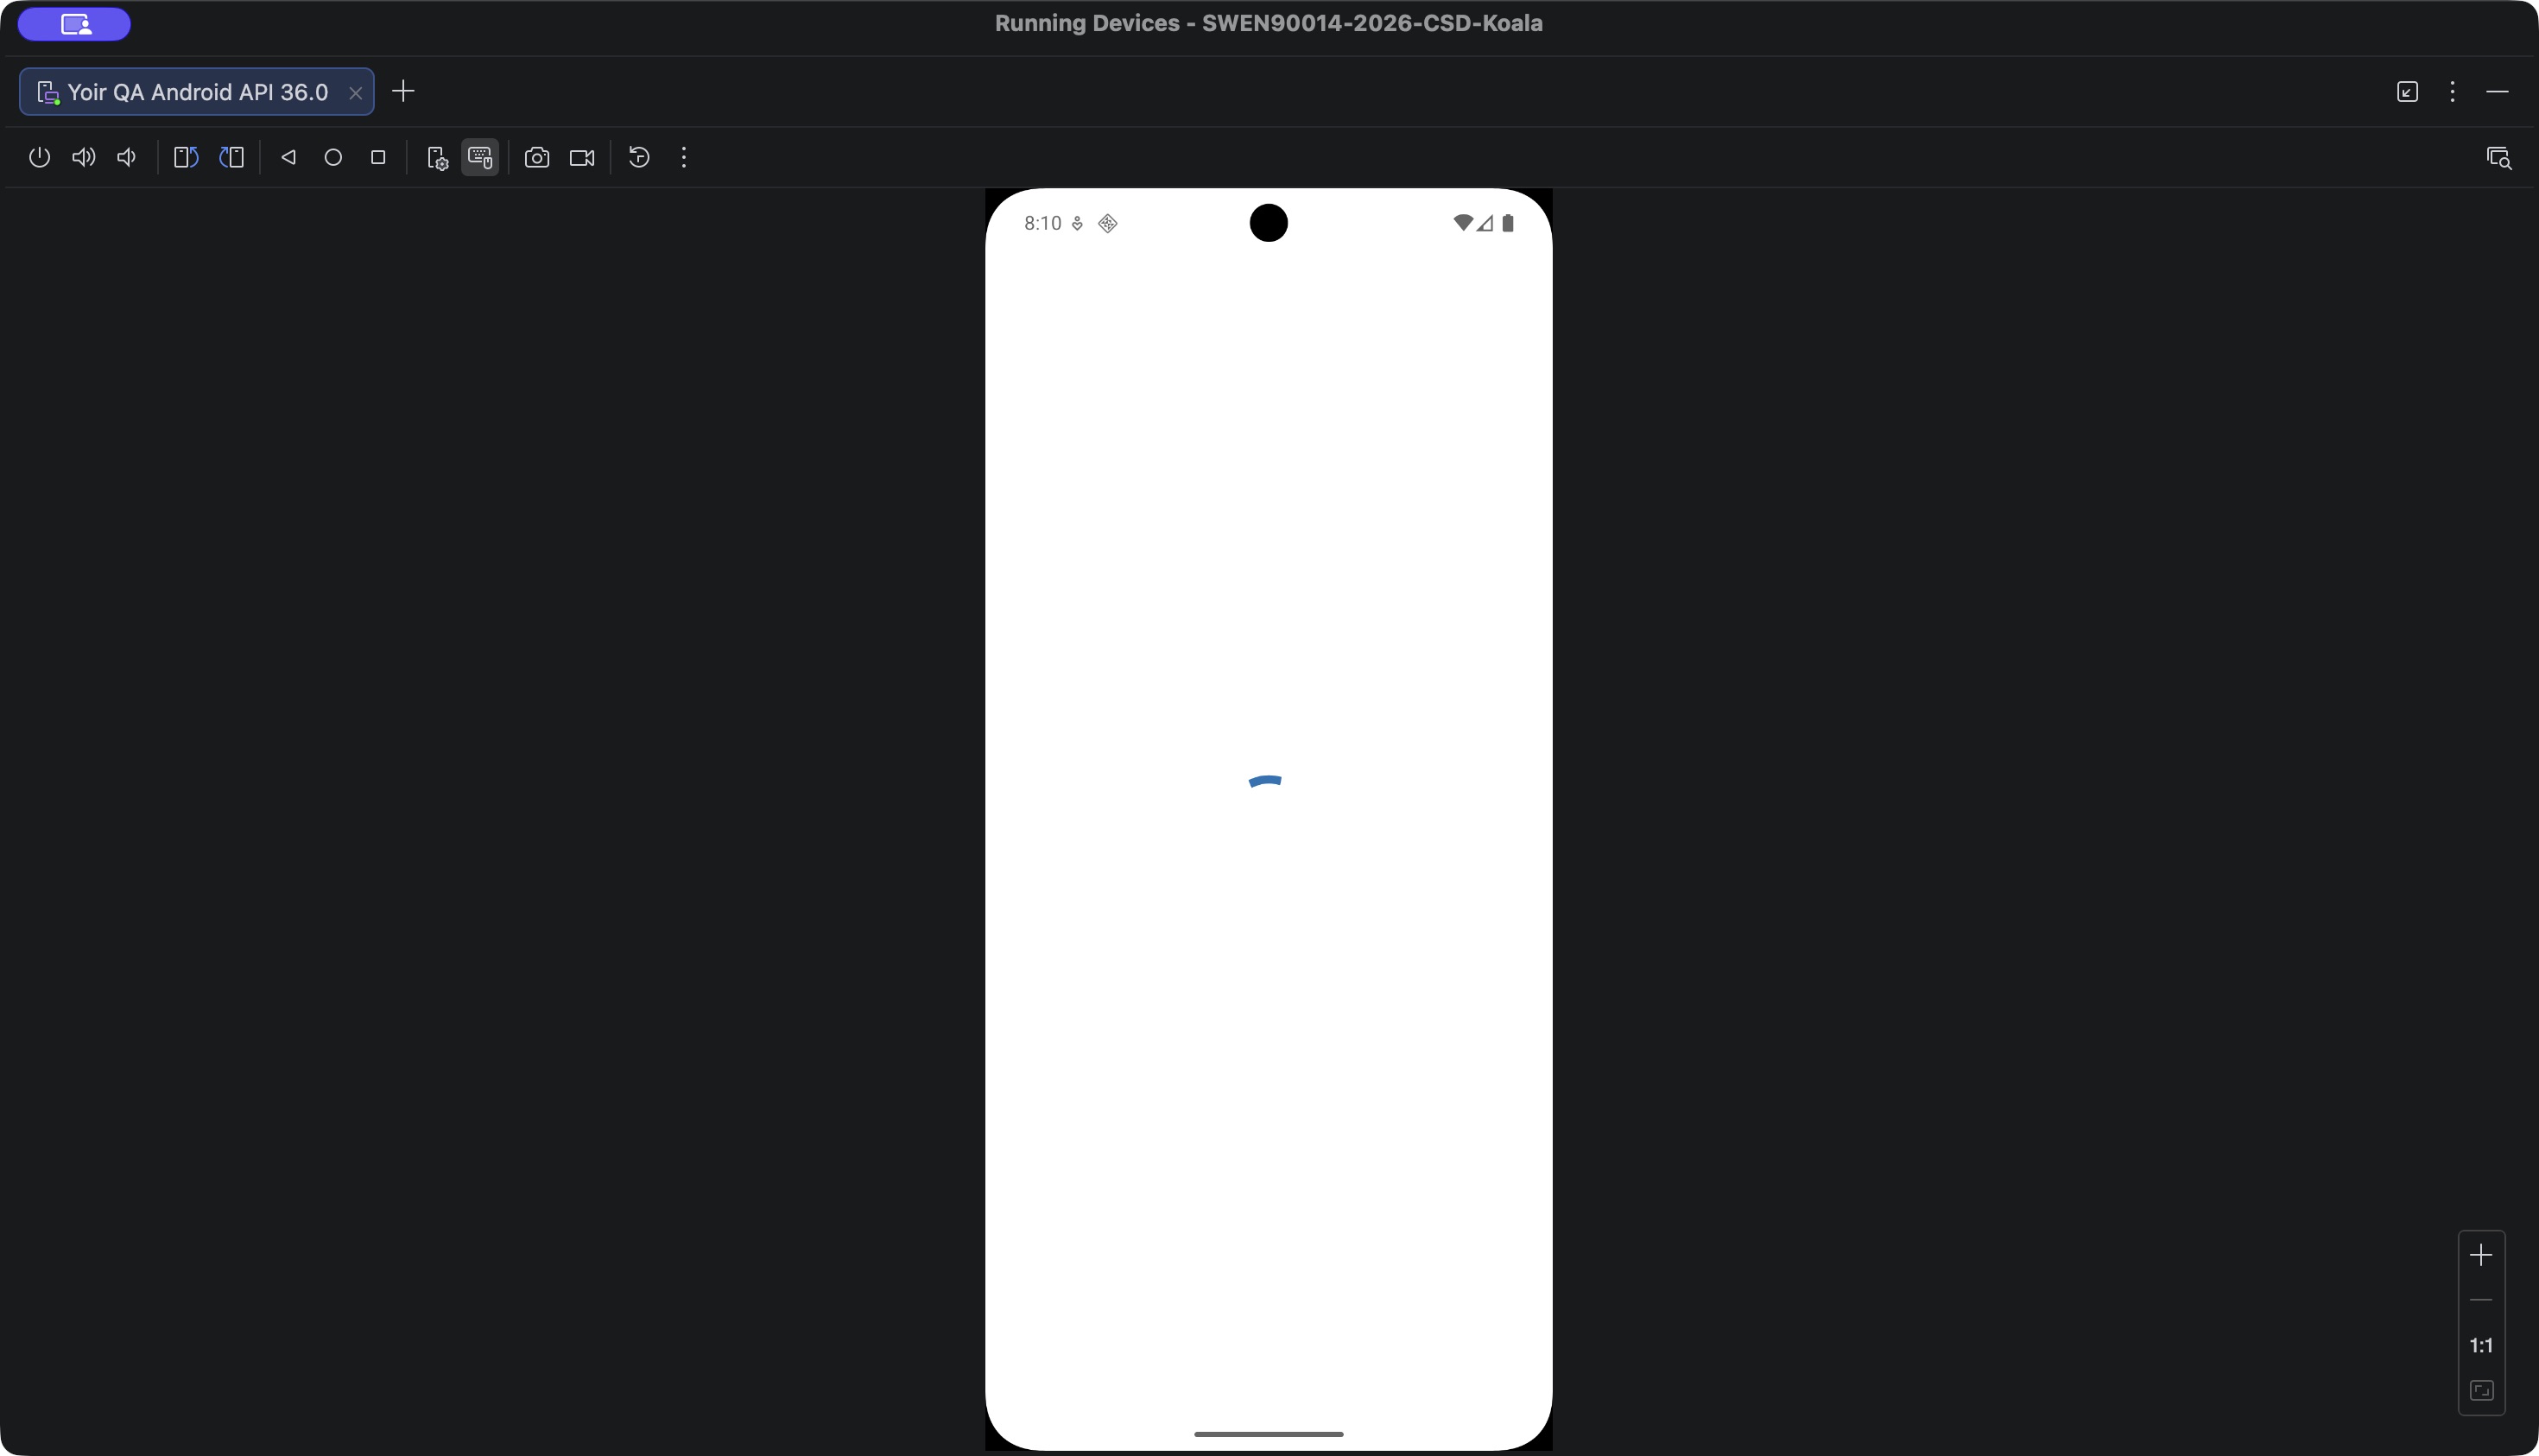 Running Devices - SWEN90014-2026-CSD-Koala
Yoir QA Android API 36.0
8:10
1:1